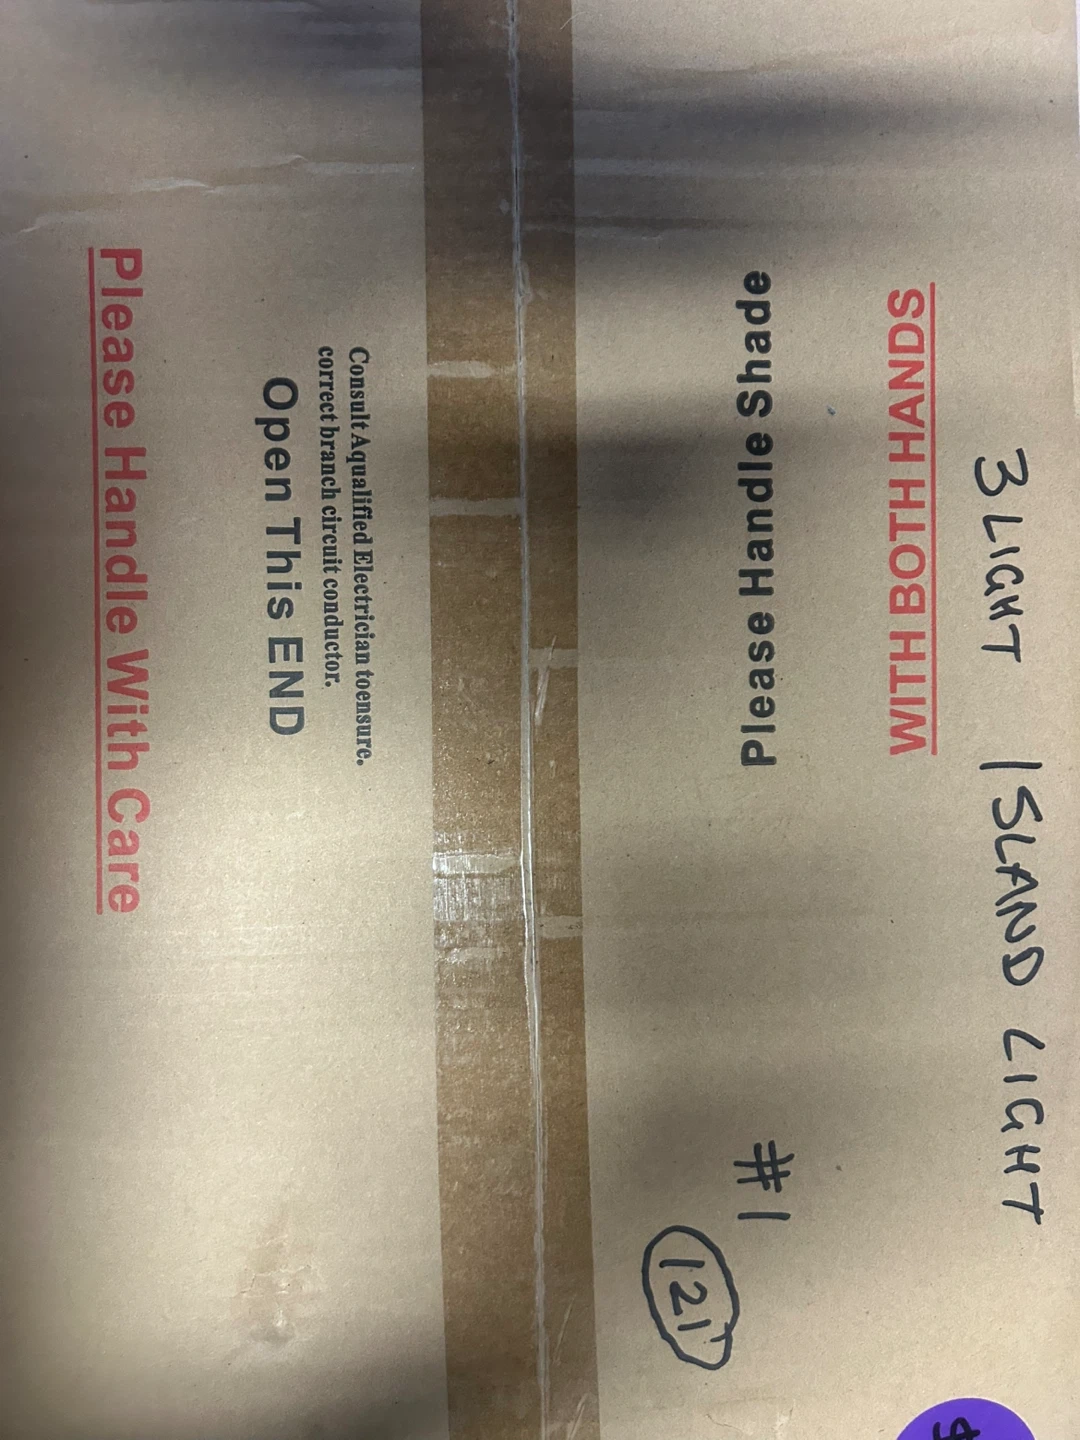 3 LIGHT ISLAND LIGHT
WITH BOTH HANDS
Please Handle Shade
#1
121
Consult Aqualified Electrician toensure.
correct branch circuit conductor.
Open This END
Please Handle With Care
$